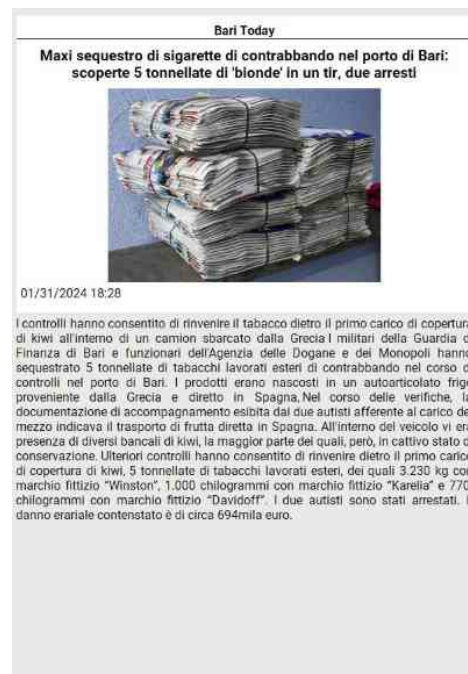 Bari Today
Maxi sequestro di sigarette di contrabbando nel porto di Bari:
scoperte 5 tonnellate di 'bionde' in un tir, due arresti
01/31/2024 18:28
I controlli hanno consentito di rinvenire il tabacco dietro il primo carico di copertura
di kiwi all'interno di un camion sbarcato dalla Grecia I militari della Guardia d
Finanza di Bari e funzionari dell'Agenzia delle Dogane e dei Monopoli hanno
sequestrato 5 tonnellate di tabacchi lavorati esteri di contrabbando nel corso d
controlli nel porto di Bari. I prodotti erano nascosti in un autoarticolato frigo
proveniente dalla Grecia e diretto in Spagna, Nel corso delle verifiche, la
documentazione di accompagnamento esibita dai due autisti afferente al carico de
mezzo indicava il trasporto di frutta diretta in Spagna. All'interno del veicolo vi era
presenza di diversi bancali di kiwi, la maggior parte dei quali, però, in cattivo stato d
conservazione. Ulteriori controlli hanno consentito di rinvenire dietro il primo carico
di copertura di kiwi, 5 tonnellate di tabacchi lavorati esteri, dei quali 3.230 kg con
marchio fittizio "Winston", 1.000 chilogrammi con marchio fittizio "Karelia" e 770
chilogrammi con marchio fittizio "Davidoff". I due autisti sono stati arrestati.
danno erariale contenstato è di circa 694mila euro.